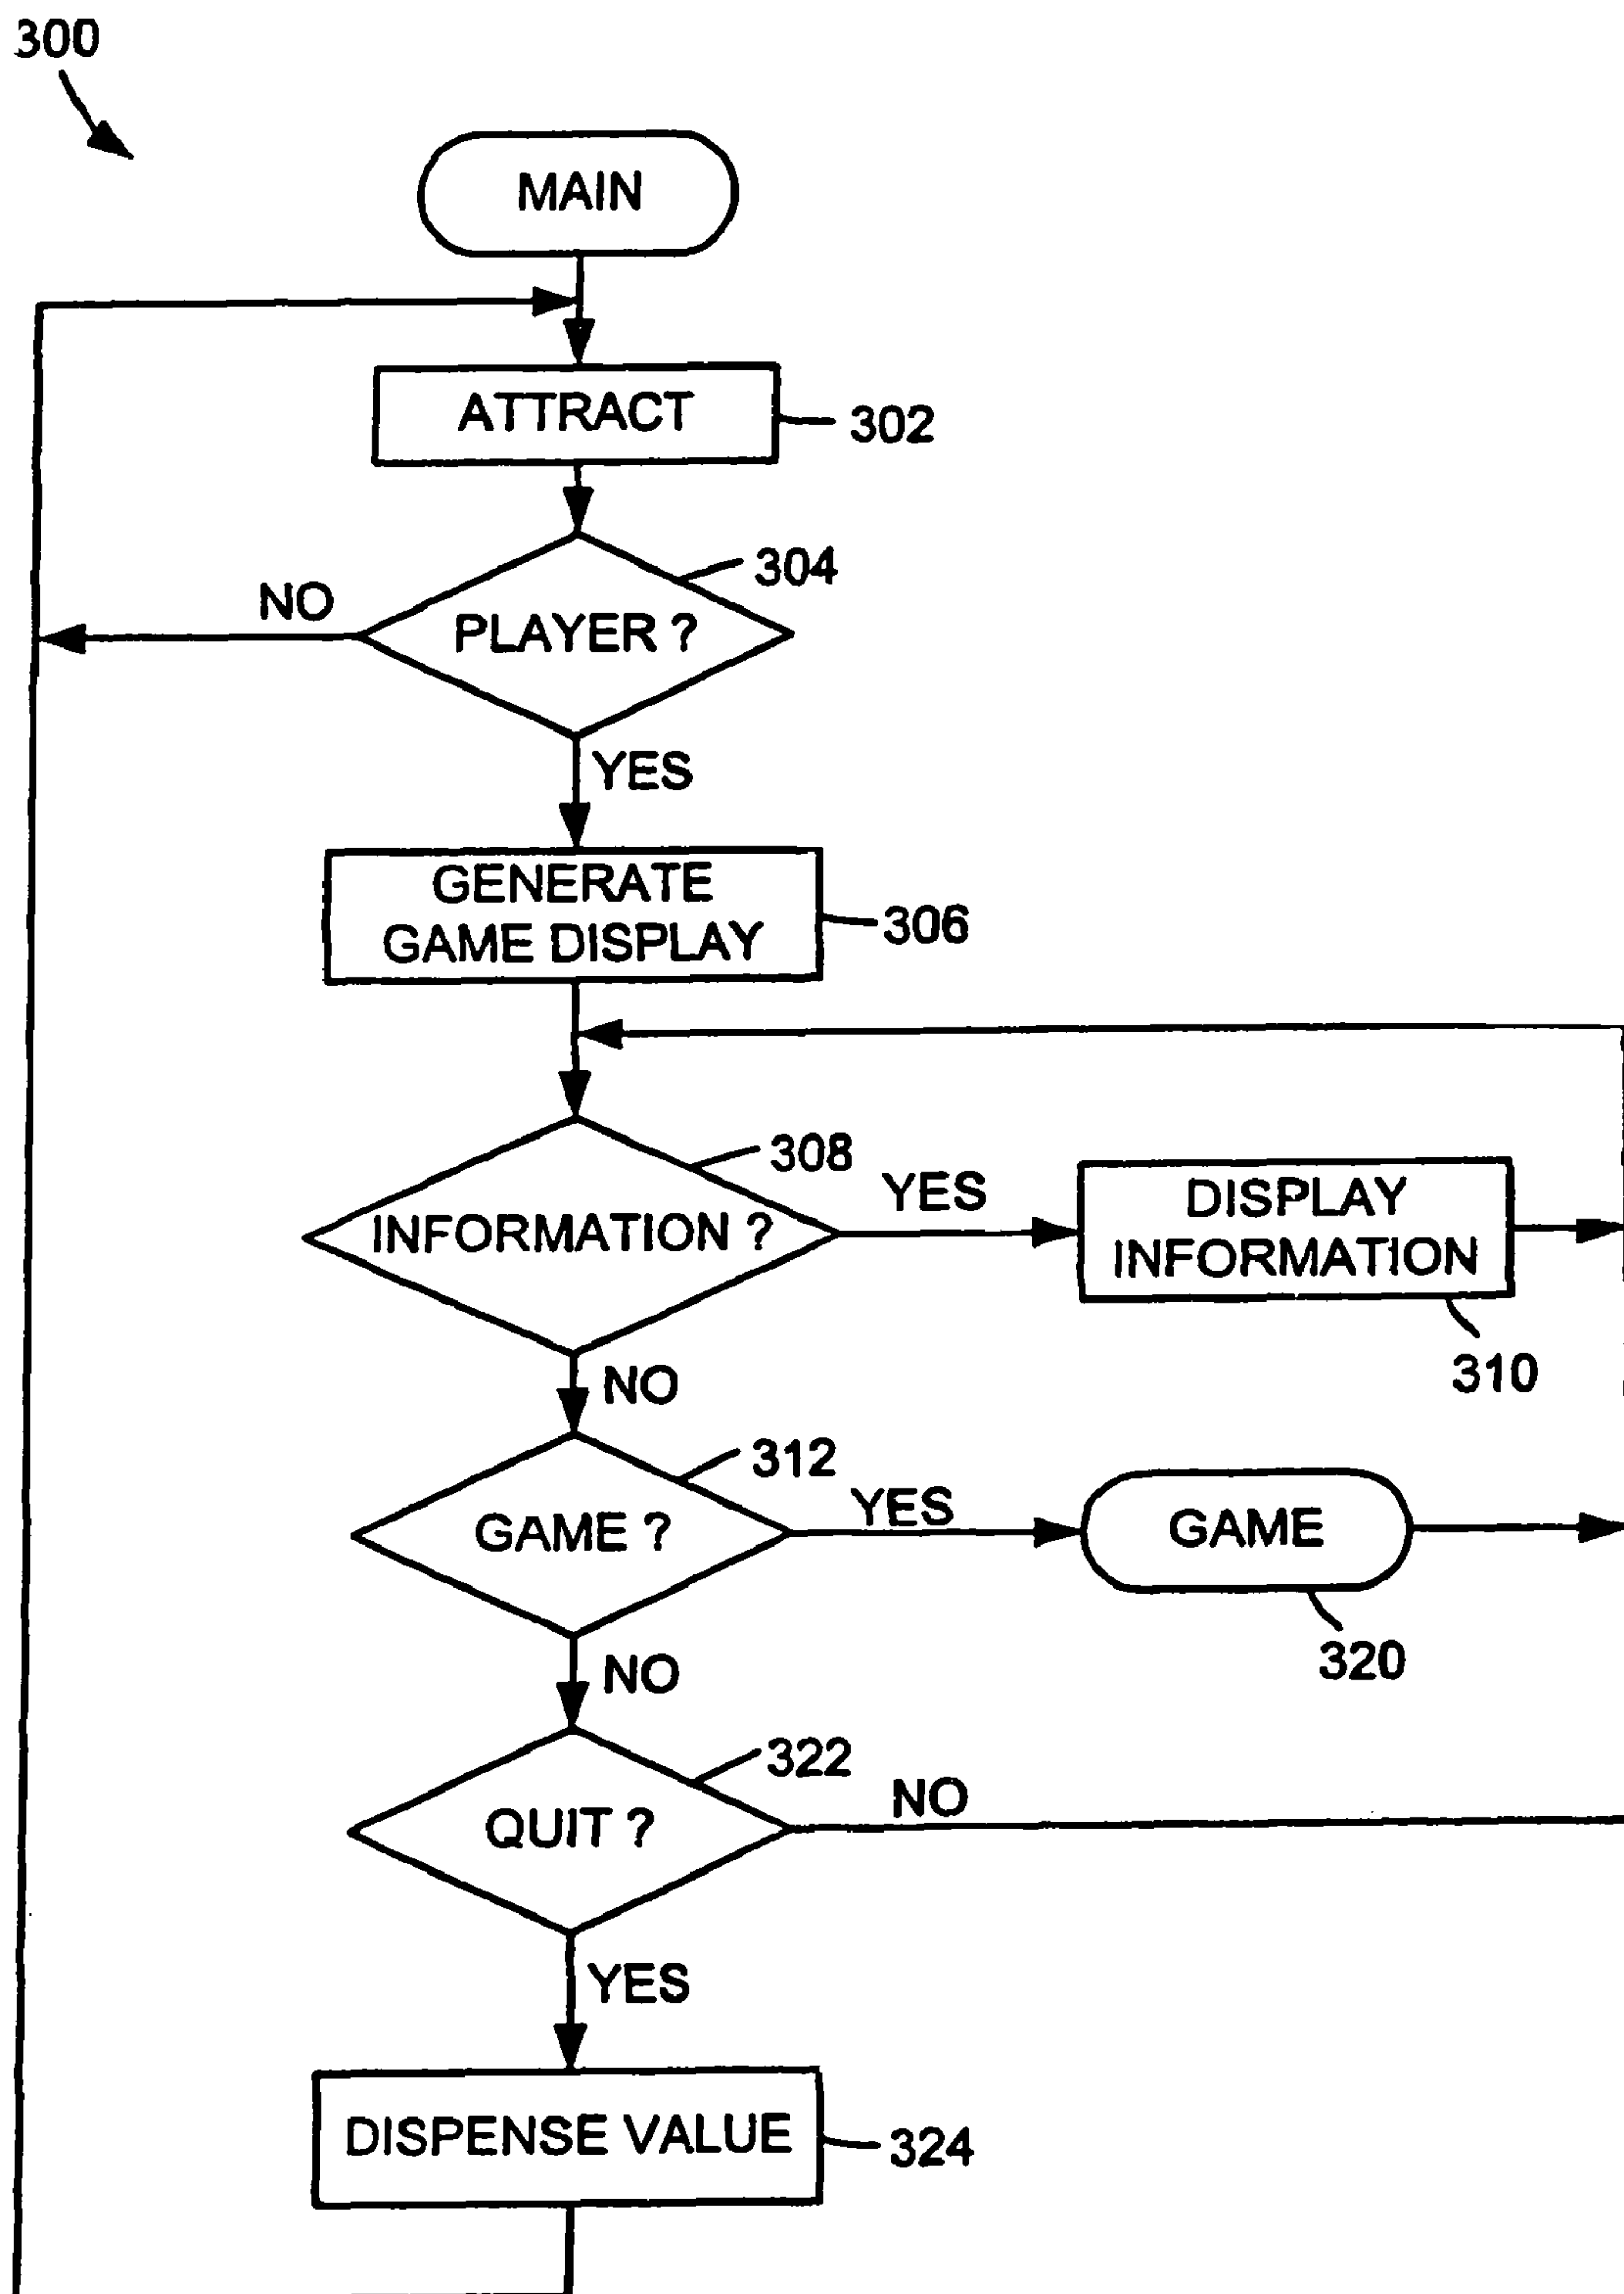 300
MAIN
ATTRACT
302
304
NO
PLAYER ?
YES
GENERATE
GAME DISPLAY
306
308
YES
INFORMATION ?
DISPLAY
INFORMATION
310
NO
312
YES
GAME ?
GAME
320
NO
322
NO
QUIT ?
YES
DISPENSE VALUE
324